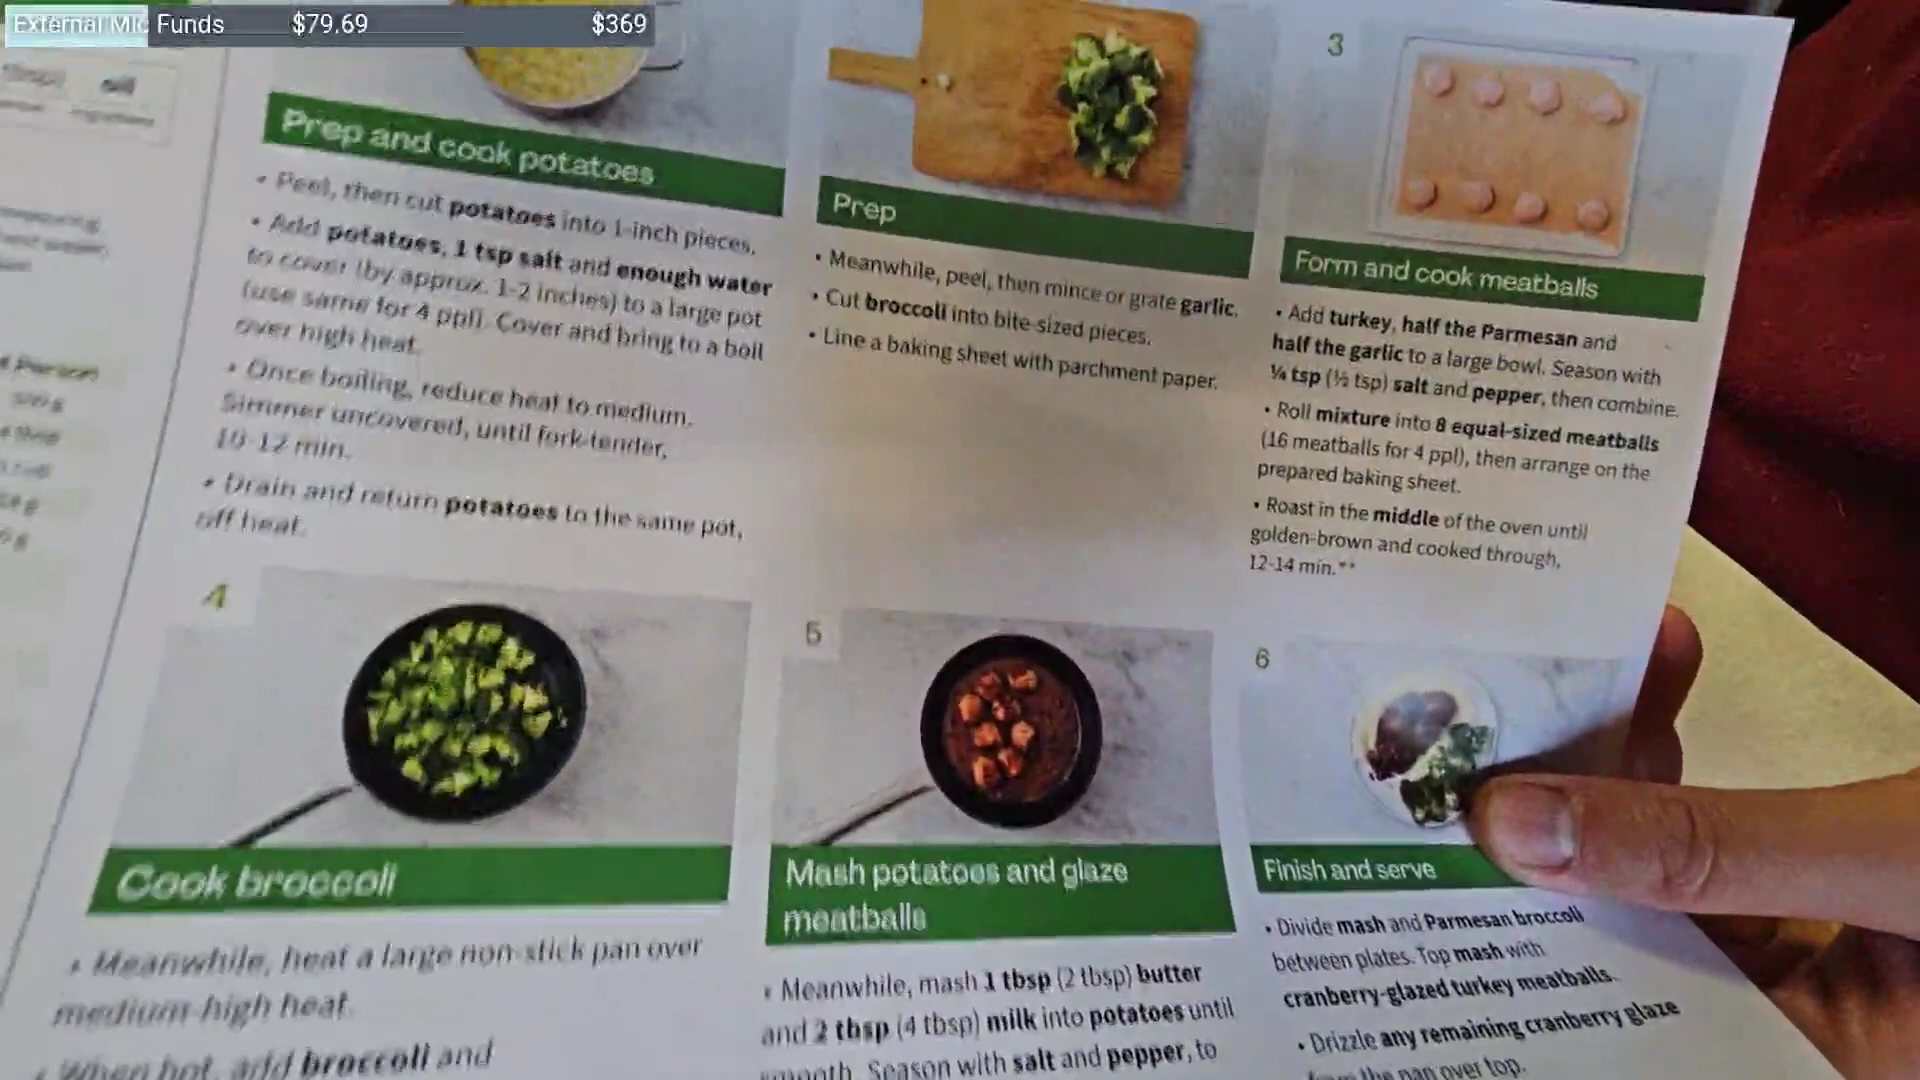 External Mic Funds $79.69 $369
Prep and cook potatoes
• Peel, then cut potatoes into 1-inch pieces.
• Add potatoes, 1 tsp salt and enough water
to cover (by approx. 1-2 inches) to a large pot
(use same for 4 ppl). Cover and bring to a boil
over high heat.
• Once boiling, reduce heat to medium.
Simmer uncovered, until fork-tender,
10-12 min.
• Drain and return potatoes to the same pot,
off heat.
Prep
• Meanwhile, peel, then mince or grate garlic.
• Cut broccoli into bite-sized pieces.
• Line a baking sheet with parchment paper.
3
Form and cook meatballs
• Add turkey, half the Parmesan and
half the garlic to a large bowl. Season with
¼ tsp (½ tsp) salt and pepper, then combine.
• Roll mixture into 8 equal-sized meatballs
(16 meatballs for 4 ppl), then arrange on the
prepared baking sheet.
• Roast in the middle of the oven until
golden-brown and cooked through,
12-14 min.**
4
Cook broccoli
• Meanwhile, heat a large non-stick pan over
medium-high heat.
• When hot, add broccoli and
5
Mash potatoes and glaze
meatballs
• Meanwhile, mash 1 tbsp (2 tbsp) butter
and 2 tbsp (4 tbsp) milk into potatoes until
smooth. Season with salt and pepper, to
6
Finish and serve
• Divide mash and Parmesan broccoli
between plates. Top mash with
cranberry-glazed turkey meatballs.
• Drizzle any remaining cranberry glaze
from the pan over top.